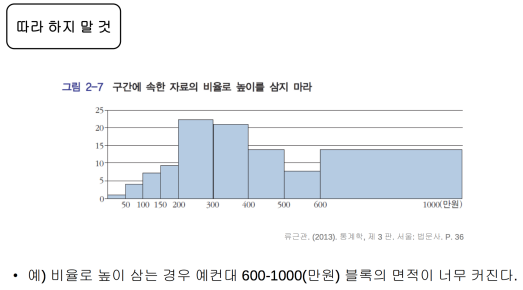 따라 하지 말 것
그림 2-7 구간에 속한 자료의 비율로 높이를 삼지 마라
25
20
15
10
5
0
50 100 150 200 300 400 500 600 1000(만원)
류근관. (2013). 통계학, 제 3 판. 서울: 법문사. P. 36
• 예) 비율로 높이 삼는 경우 예컨대 600-1000(만원) 블록의 면적이 너무 커진다.